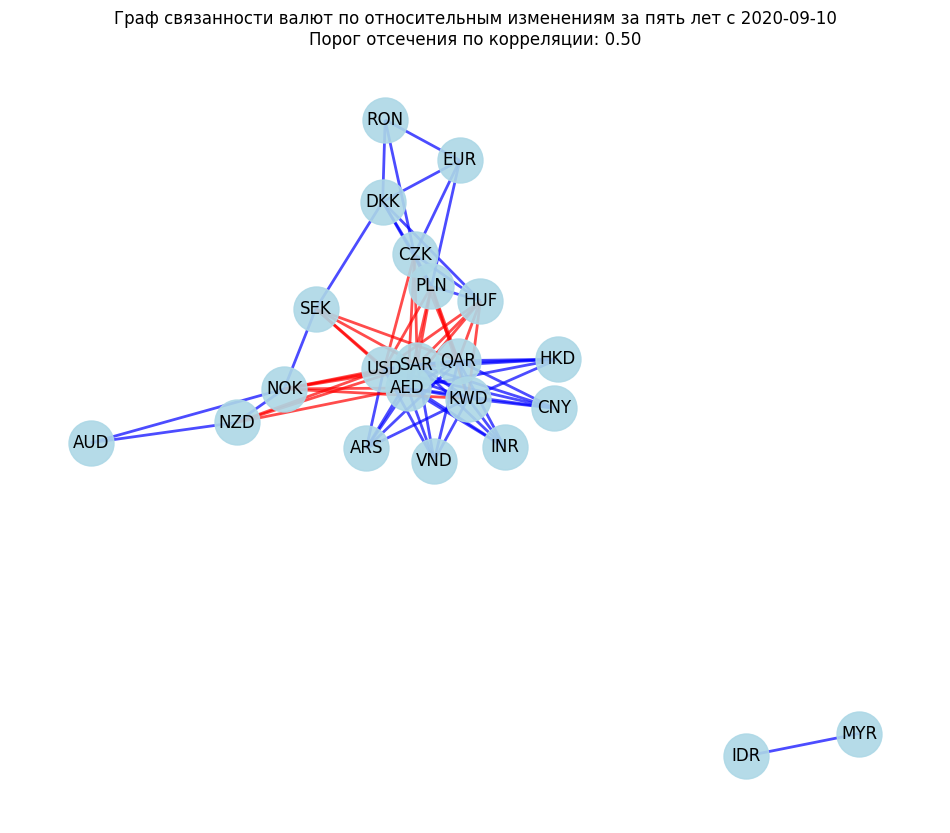 Граф связанности валют по относительным изменениям за пять лет с 2020-09-10
Порог отсечения по корреляции: 0.50
RON
EUR
DKK
CZK
PLN
HUF
SEK
USD
SAR
QAR
HKD
NOK
AED
KWD
CNY
NZD
AUD
ARS
VND
INR
MYR
IDR